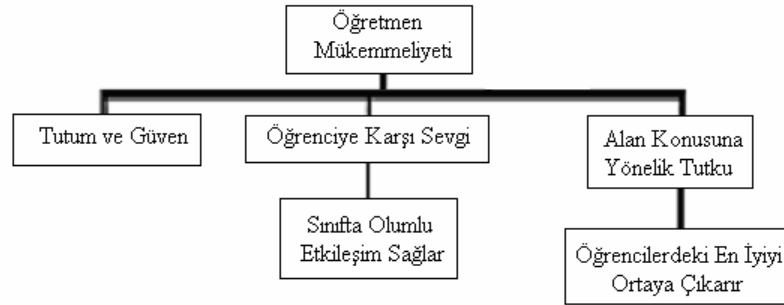 Öğretmen
Mükemmeliyeti
Tutum ve Güven
Öğrenciye Karşı Sevgi
Alan Konusuna
Yönelik Tutku
Sınıfta Olumlu
Etkileşim Sağlar
Öğrencilerdeki En İyiyi
Ortaya Çıkarır